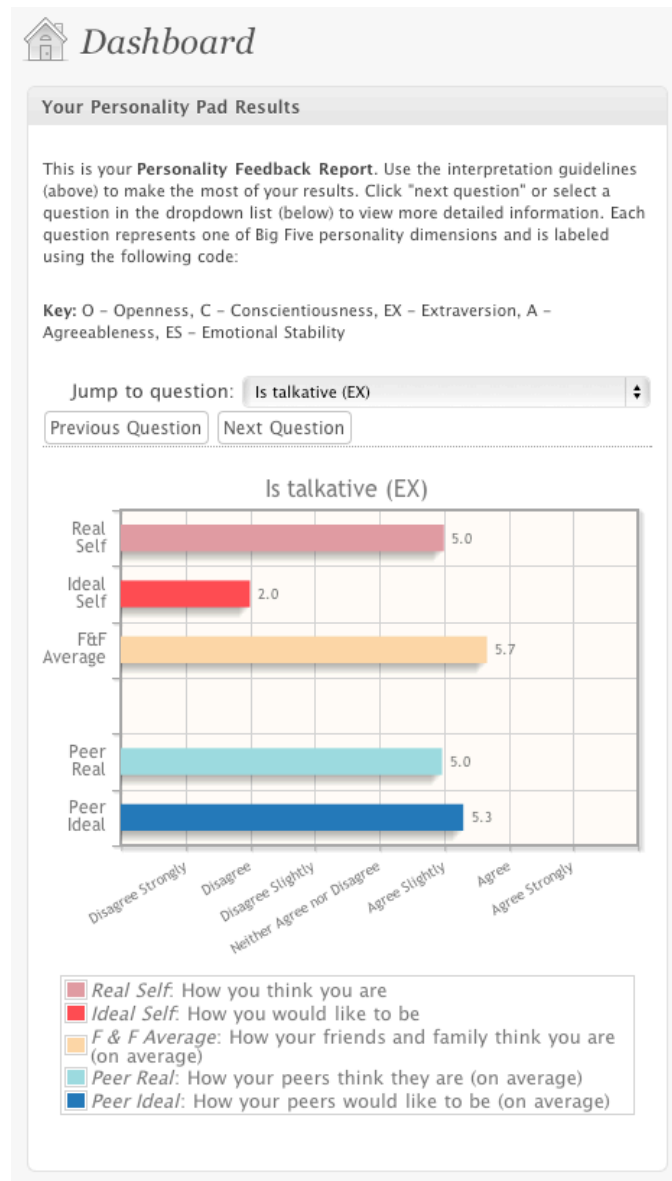 Dashboard
Your Personality Pad Results
This is your Personality Feedback Report. Use the interpretation guidelines
(above) to make the most of your results. Click "next question" or select a
question in the dropdown list (below) to view more detailed information. Each
question represents one of Big Five personality dimensions and is labeled
using the following code:
Key: O – Openness, C – Conscientiousness, EX – Extraversion, A –
Agreeableness, ES – Emotional Stability
Jump to question: Is talkative (EX)
Previous Question Next Question
Is talkative (EX)
Real
Self
5.0
Ideal
Self
2.0
F&F
Average
5.7
Peer
Real
5.0
Peer
Ideal
5.3
Disagree Strongly
Disagree
Disagree Slightly
Neither Agree nor Disagree
Agree Slightly
Agree
Agree Strongly
Real Self: How you think you are
Ideal Self: How you would like to be
F & F Average: How your friends and family think you are
(on average)
Peer Real: How your peers think they are (on average)
Peer Ideal: How your peers would like to be (on average)